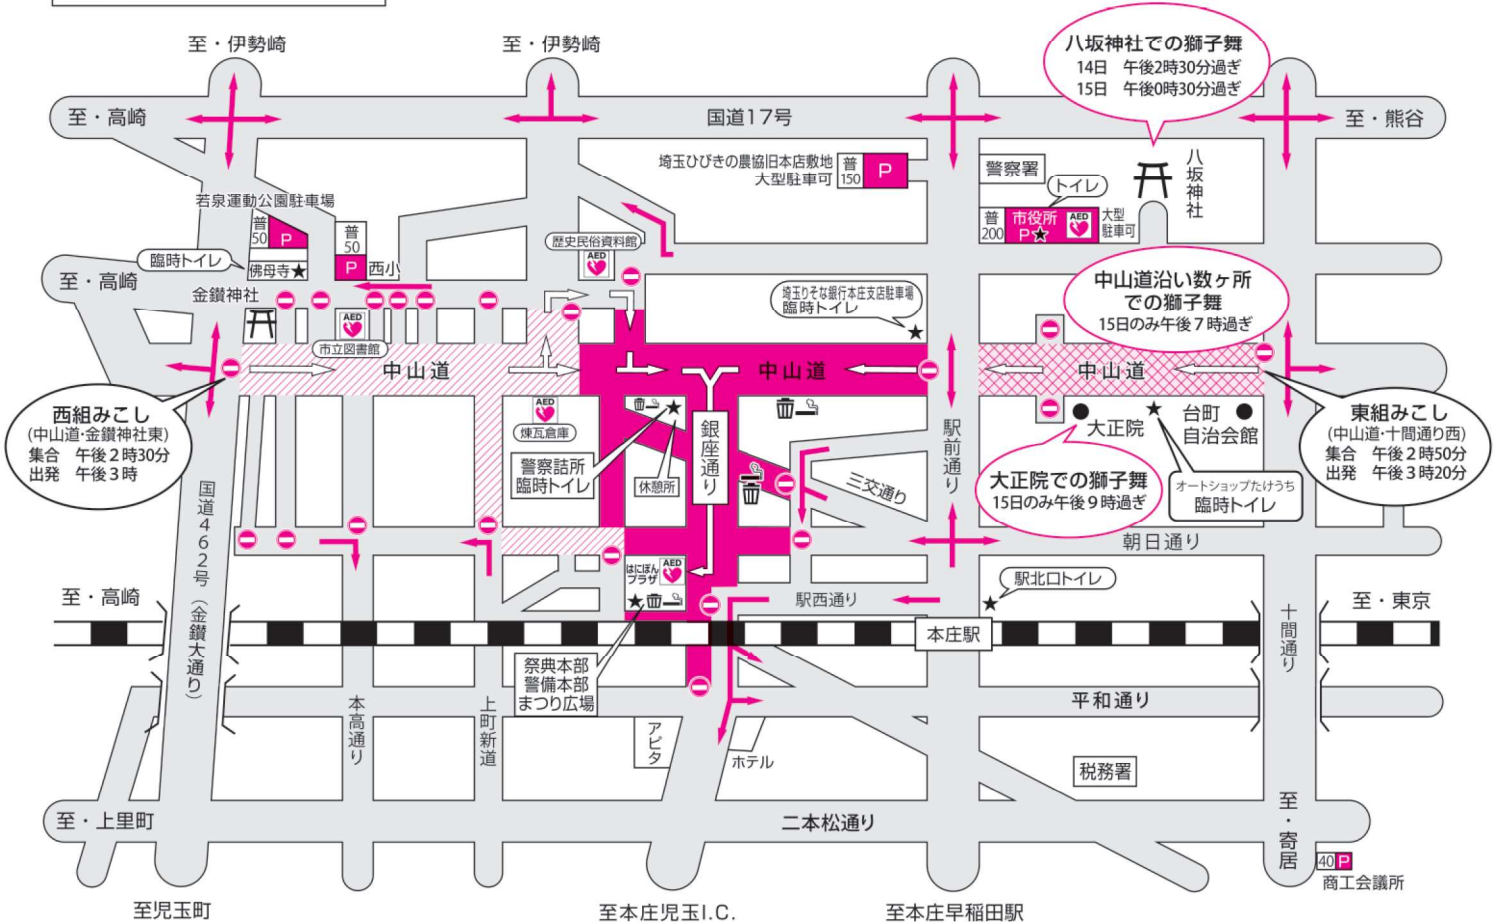 至・伊勢崎
至・伊勢崎
八坂神社での獅子舞
14日 午後2時30分過ぎ
15日 午後0時30分過ぎ
至・高崎
国道17号
至・熊谷
埼玉ひびきの農協旧本店敷地
大型駐車可
普
150
P
警察署
トイレ
八坂神社
普
200
市役所
P★
AED
大型
駐車可
若泉運動公園駐車場
普
50
P
普
50
P
西小
臨時トイレ
佛母寺★
歴史民俗資料館
AED
至・高崎
金鑚神社
AED
市立図書館
埼玉りそな銀行本庄支店駐車場
臨時トイレ
★
中山道沿い数ヶ所
での獅子舞
15日のみ午後7時過ぎ
中山道
中山道
中山道
西組みこし
(中山道・金鑚神社東)
集合 午後2時30分
出発 午後3時
AED
煉瓦倉庫
★
警察詰所
臨時トイレ
休憩所
銀座通り
三交通り
駅前通り
大正院
★
台町
自治会館
東組みこし
(中山道・十間通り西)
集合 午後2時50分
出発 午後3時20分
大正院での獅子舞
15日のみ午後9時過ぎ
オートショップたけうち
臨時トイレ
国道462号(金鑚大通り)
朝日通り
はにぽん
プラザ
AED
★
駅西通り
駅北口トイレ
★
至・高崎
至・東京
本庄駅
十間通り
祭典本部
警備本部
まつり広場
本高通り
上町新道
平和通り
アピタ
ホテル
税務署
至・上里町
二本松通り
至・寄居
40
P
商工会議所
至児玉町
至本庄児玉I.C.
至本庄早稲田駅